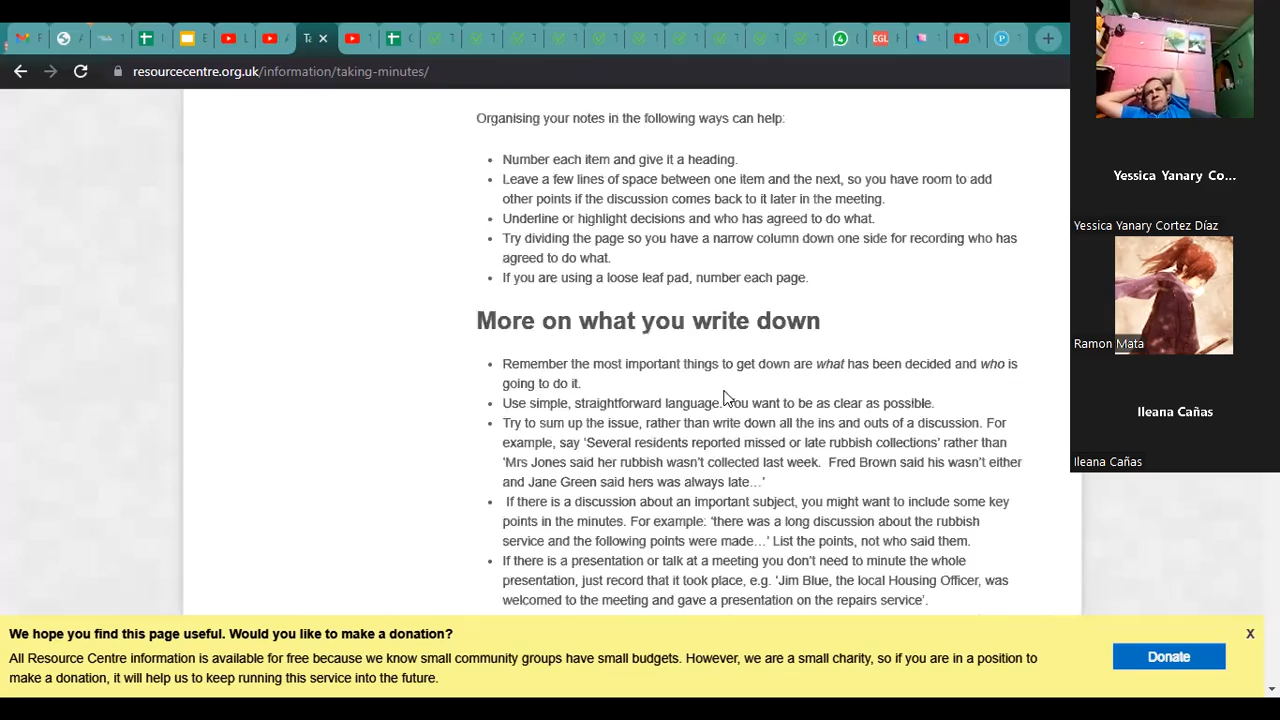 resourcecentre.org.uk/information/taking-minutes/
Organising your notes in the following ways can help:
Number each item and give it a heading.
Leave a few lines of space between one item and the next, so you have room to add
other points if the discussion comes back to it later in the meeting.
Underline or highlight decisions and who has agreed to do what.
Try dividing the page so you have a narrow column down one side for recording who has
agreed to do what.
If you are using a loose leaf pad, number each page.
More on what you write down
Remember the most important things to get down are what has been decided and who is
going to do it.
Use simple, straightforward language. You want to be as clear as possible.
Try to sum up the issue, rather than write down all the ins and outs of a discussion. For
example, say ‘Several residents reported missed or late rubbish collections’ rather than
‘Mrs Jones said her rubbish wasn’t collected last week. Fred Brown said his wasn’t either
and Jane Green said hers was always late…’
If there is a discussion about an important subject, you might want to include some key
points in the minutes. For example: ‘there was a long discussion about the rubbish
service and the following points were made…’ List the points, not who said them.
If there is a presentation or talk at a meeting you don’t need to minute the whole
presentation, just record that it took place, e.g. ‘Jim Blue, the local Housing Officer, was
welcomed to the meeting and gave a presentation on the repairs service’.
We hope you find this page useful. Would you like to make a donation?
X
All Resource Centre information is available for free because we know small community groups have small budgets. However, we are a small charity, so if you are in a position to
make a donation, it will help us to keep running this service into the future.
Donate
Yessica Yanary Co...
Yessica Yanary Cortez Díaz
Ramon Mata
Ileana Cañas
Ileana Cañas